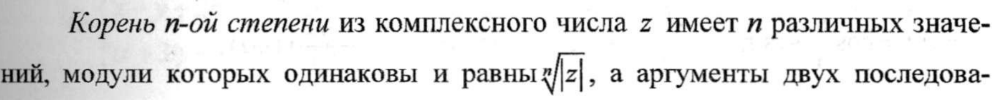 Корень n-ой степени из комплексного числа z имеет n различных значе-
ний, модули которых одинаковы и равны ⁿ√|z|, а аргументы двух последова-